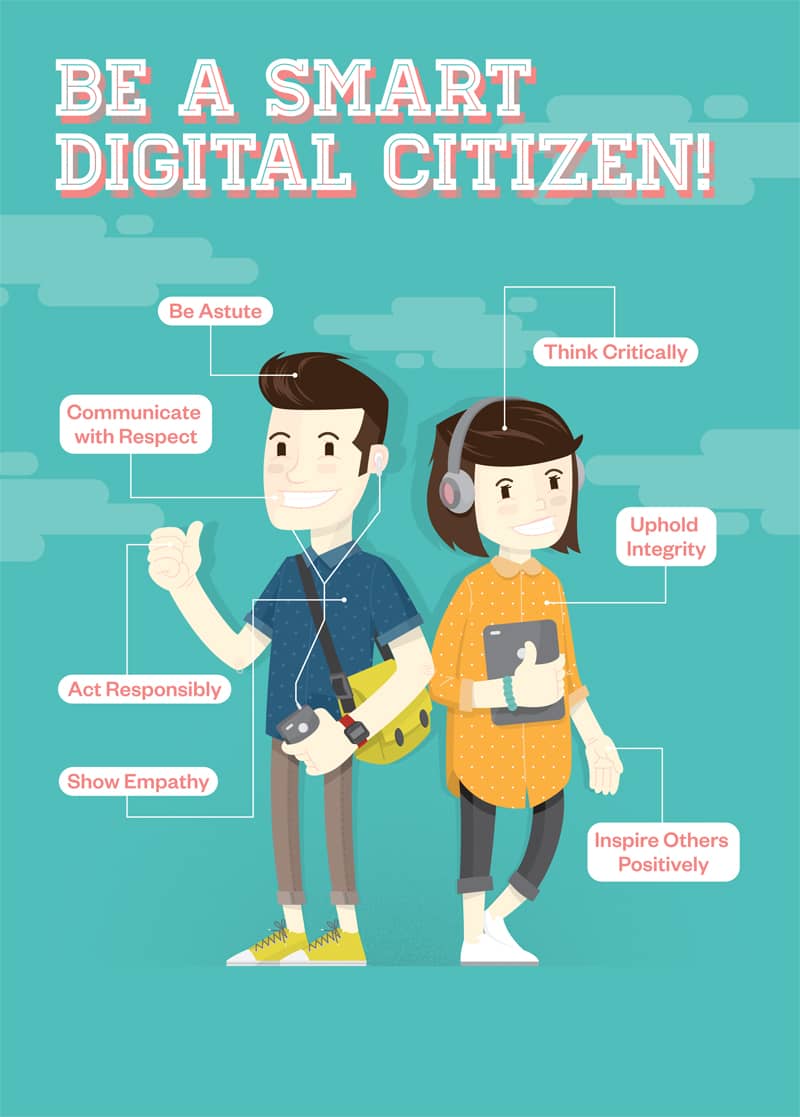 BE A SMART
DIGITAL CITIZEN!
Be Astute
Think Critically
Communicate
with Respect
Uphold
Integrity
Act Responsibly
Show Empathy
Inspire Others
Positively